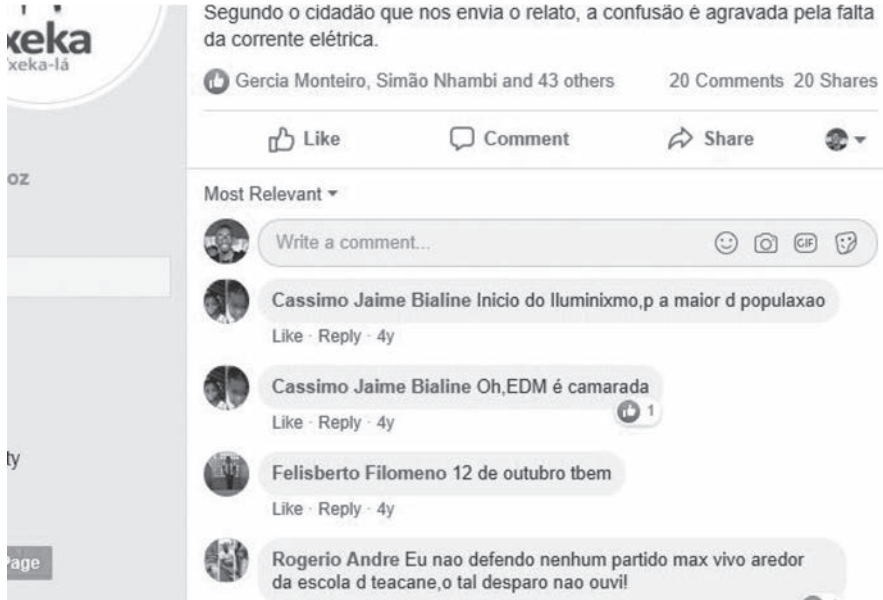 Segundo o cidadão que nos envia o relato, a confusão é agravada pela falta
da corrente elétrica.
xeka
xeka-lá
Gercia Monteiro, Simão Nhambi and 43 others 20 Comments 20 Shares
Like Comment Share
oz
Most Relevant
Write a comment...
GIF
Cassimo Jaime Bialine Inicio do Iluminixmo,p a maior d populaxao
Like · Reply · 4y
Cassimo Jaime Bialine Oh,EDM é camarada
1
Like · Reply · 4y
ty
Felisberto Filomeno 12 de outubro tbem
Like · Reply · 4y
Page
Rogerio Andre Eu nao defendo nenhum partido max vivo aredor
da escola d teacane,o tal desparo nao ouvi!